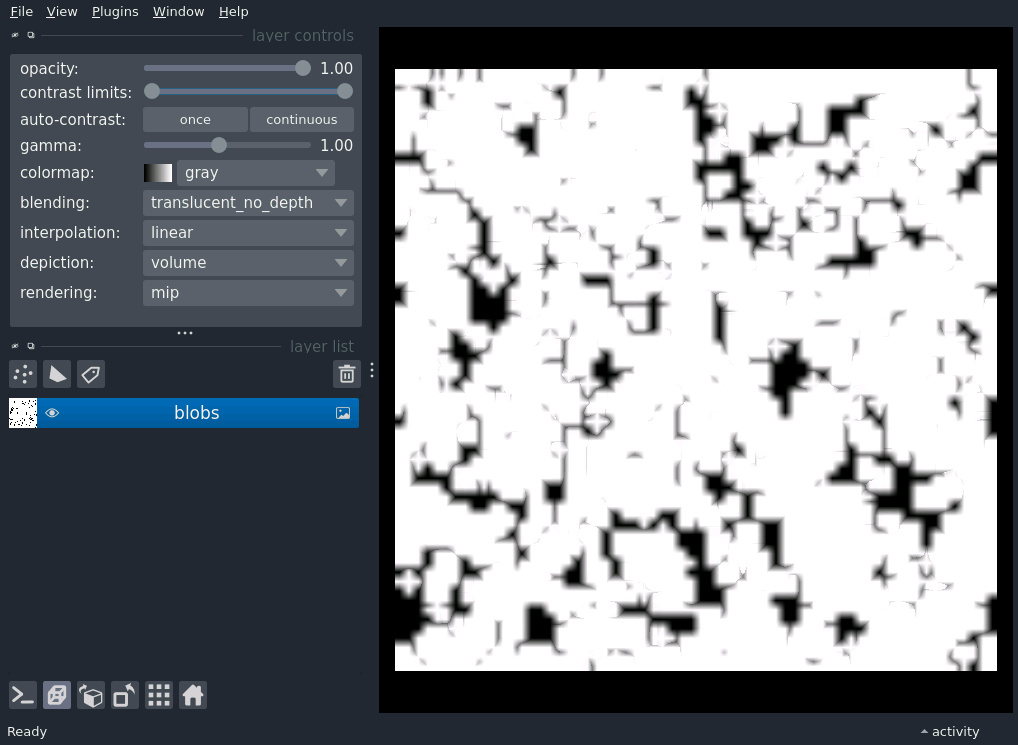 File View Plugins Window Help
layer controls
opacity: 1.00
contrast limits:
auto-contrast: once continuous
gamma: 1.00
colormap: gray
blending: translucent_no_depth
interpolation: linear
depiction: volume
rendering: mip
layer list
blobs
Ready activity